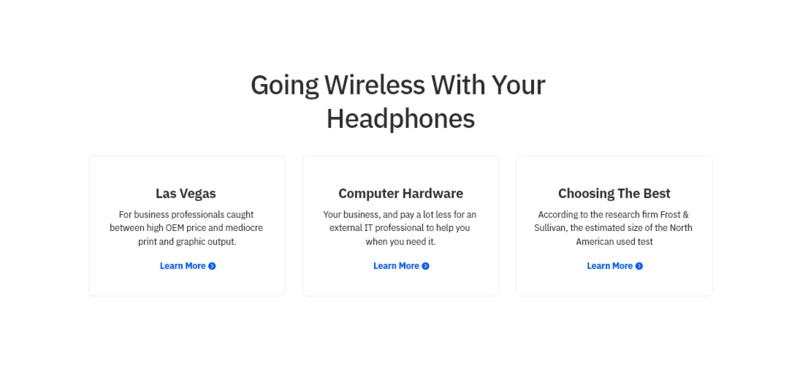 Going Wireless With Your
Headphones
Las Vegas
For business professionals caught
between high OEM price and mediocre
print and graphic output.
Learn More
Computer Hardware
Your business, and pay a lot less for an
external IT professional to help you
when you need it.
Learn More
Choosing The Best
According to the research firm Frost &
Sullivan, the estimated size of the North
American used test
Learn More